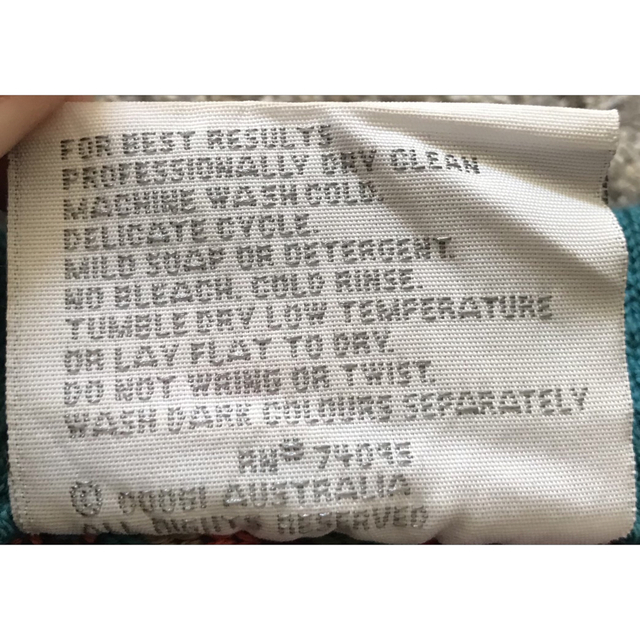 FOR BEST RESULTS
PROFESSIONALLY DRY CLEAN
MACHINE WASH COLD.
DELICATE CYCLE.
MILD SOAP OR DETERGENT.
NO BLEACH. COLD RINSE.
TUMBLE DRY LOW TEMPERATURE
OR LAY FLAT TO DRY.
DO NOT WRING OR TWIST.
WASH DARK COLOURS SEPARATELY
RN# 74095
© COOGI AUSTRALIA
ALL RIGHTS RESERVED